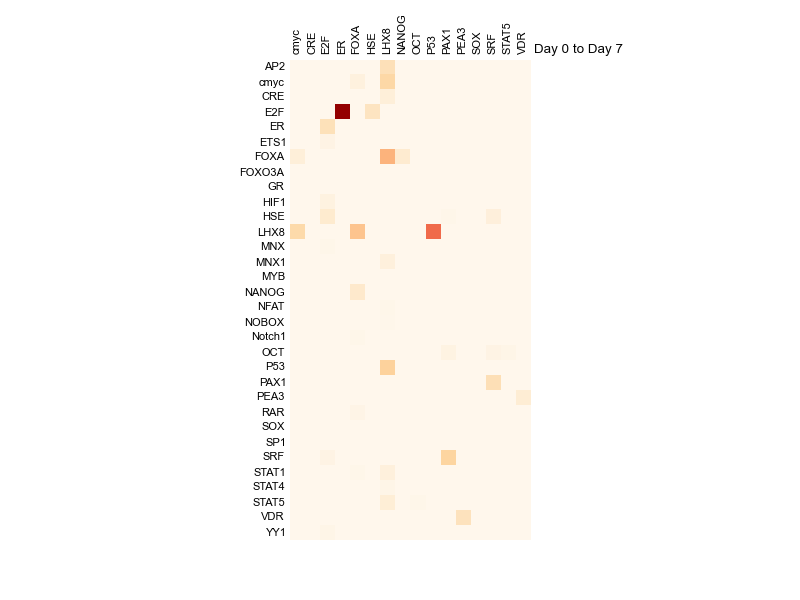 cmyc CRE E2F ER FOXA HSE LHX8 NANOG OCT P53 PAX1 PEA3 SOX SRF STAT5 VDR Day 0 to Day 7
AP2
cmyc
CRE
E2F
ER
ETS1
FOXA
FOXO3A
GR
HIF1
HSE
LHX8
MNX
MNX1
MYB
NANOG
NFAT
NOBOX
Notch1
OCT
P53
PAX1
PEA3
RAR
SOX
SP1
SRF
STAT1
STAT4
STAT5
VDR
YY1